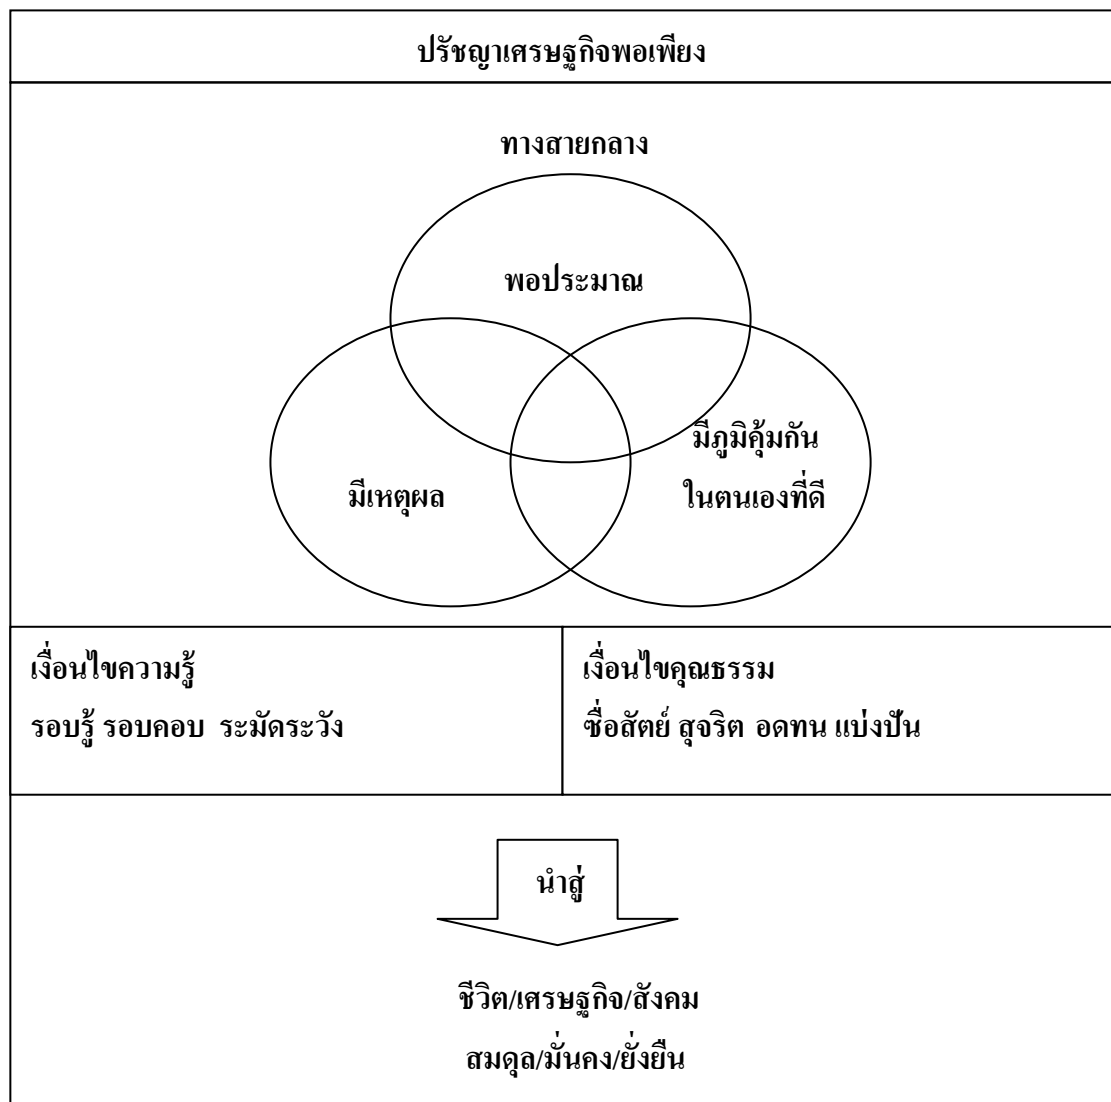 ปรัชญาเศรษฐกิจพอเพียง
ทางสายกลาง
พอประมาณ
มีเหตุผล
มีภูมิคุ้มกัน
ในตนเองที่ดี
เงื่อนไขความรู้
รอบรู้ รอบคอบ ระมัดระวัง
เงื่อนไขคุณธรรม
ซื่อสัตย์ สุจริต อดทน แบ่งปัน
นำสู่
ชีวิต/เศรษฐกิจ/สังคม
สมดุล/มั่นคง/ยั่งยืน